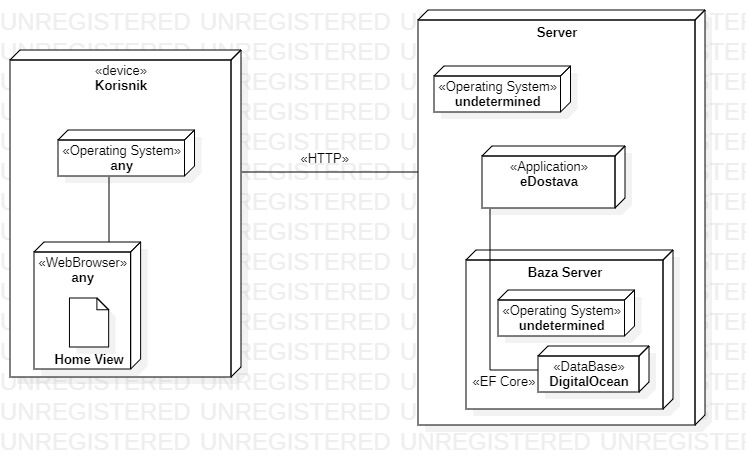 «device»
Korisnik
«Operating System»
any
«WebBrowser»
any
Home View
«HTTP»
Server
«Operating System»
undetermined
«Application»
eDostava
Baza Server
«Operating System»
undetermined
«EF Core»
«DataBase»
DigitalOcean
UNREGISTERED UNREGISTERED UNREGISTERED UNREGISTERED